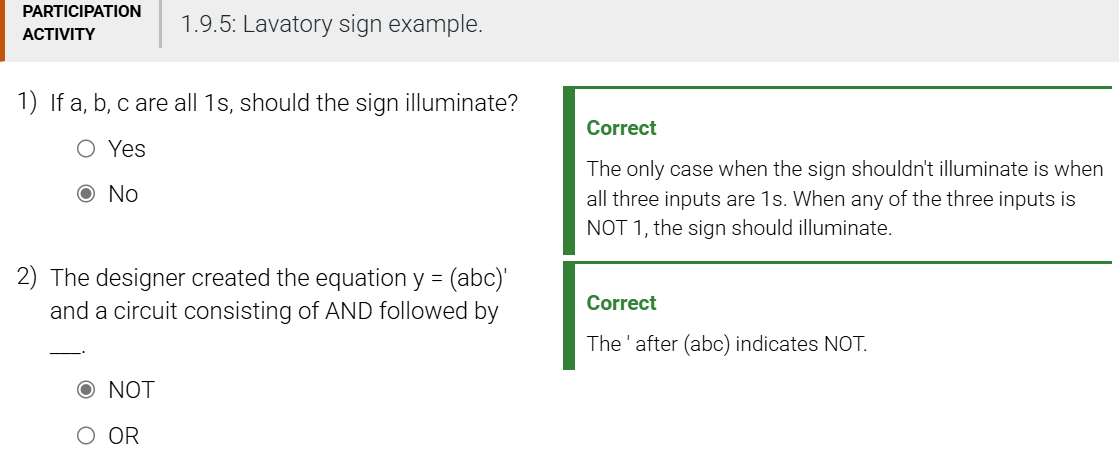 PARTICIPATION
ACTIVITY
1.9.5: Lavatory sign example.
1) If a, b, c are all 1s, should the sign illuminate?
Yes
No
Correct
The only case when the sign shouldn't illuminate is when
all three inputs are 1s. When any of the three inputs is
NOT 1, the sign should illuminate.
2) The designer created the equation y = (abc)'
and a circuit consisting of AND followed by
___.
NOT
OR
Correct
The ' after (abc) indicates NOT.